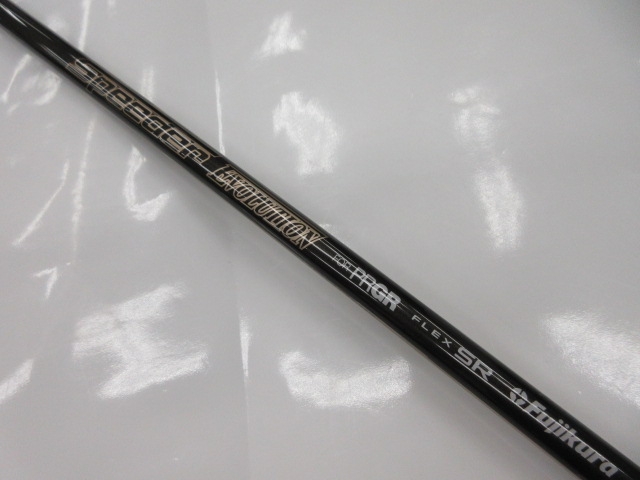 Speeder EVOLUTION FOR PRGR FLEX SR Fujikura